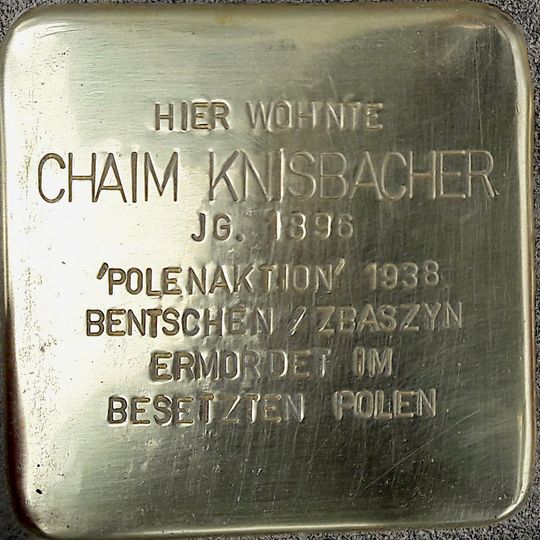 HIER WOHNTE
CHAIM KNISBACHER
JG. 1896
'POLENAKTION' 1938
BENTSCHEN / ZBASZYN
ERMORDET IM
BESETZTEN POLEN